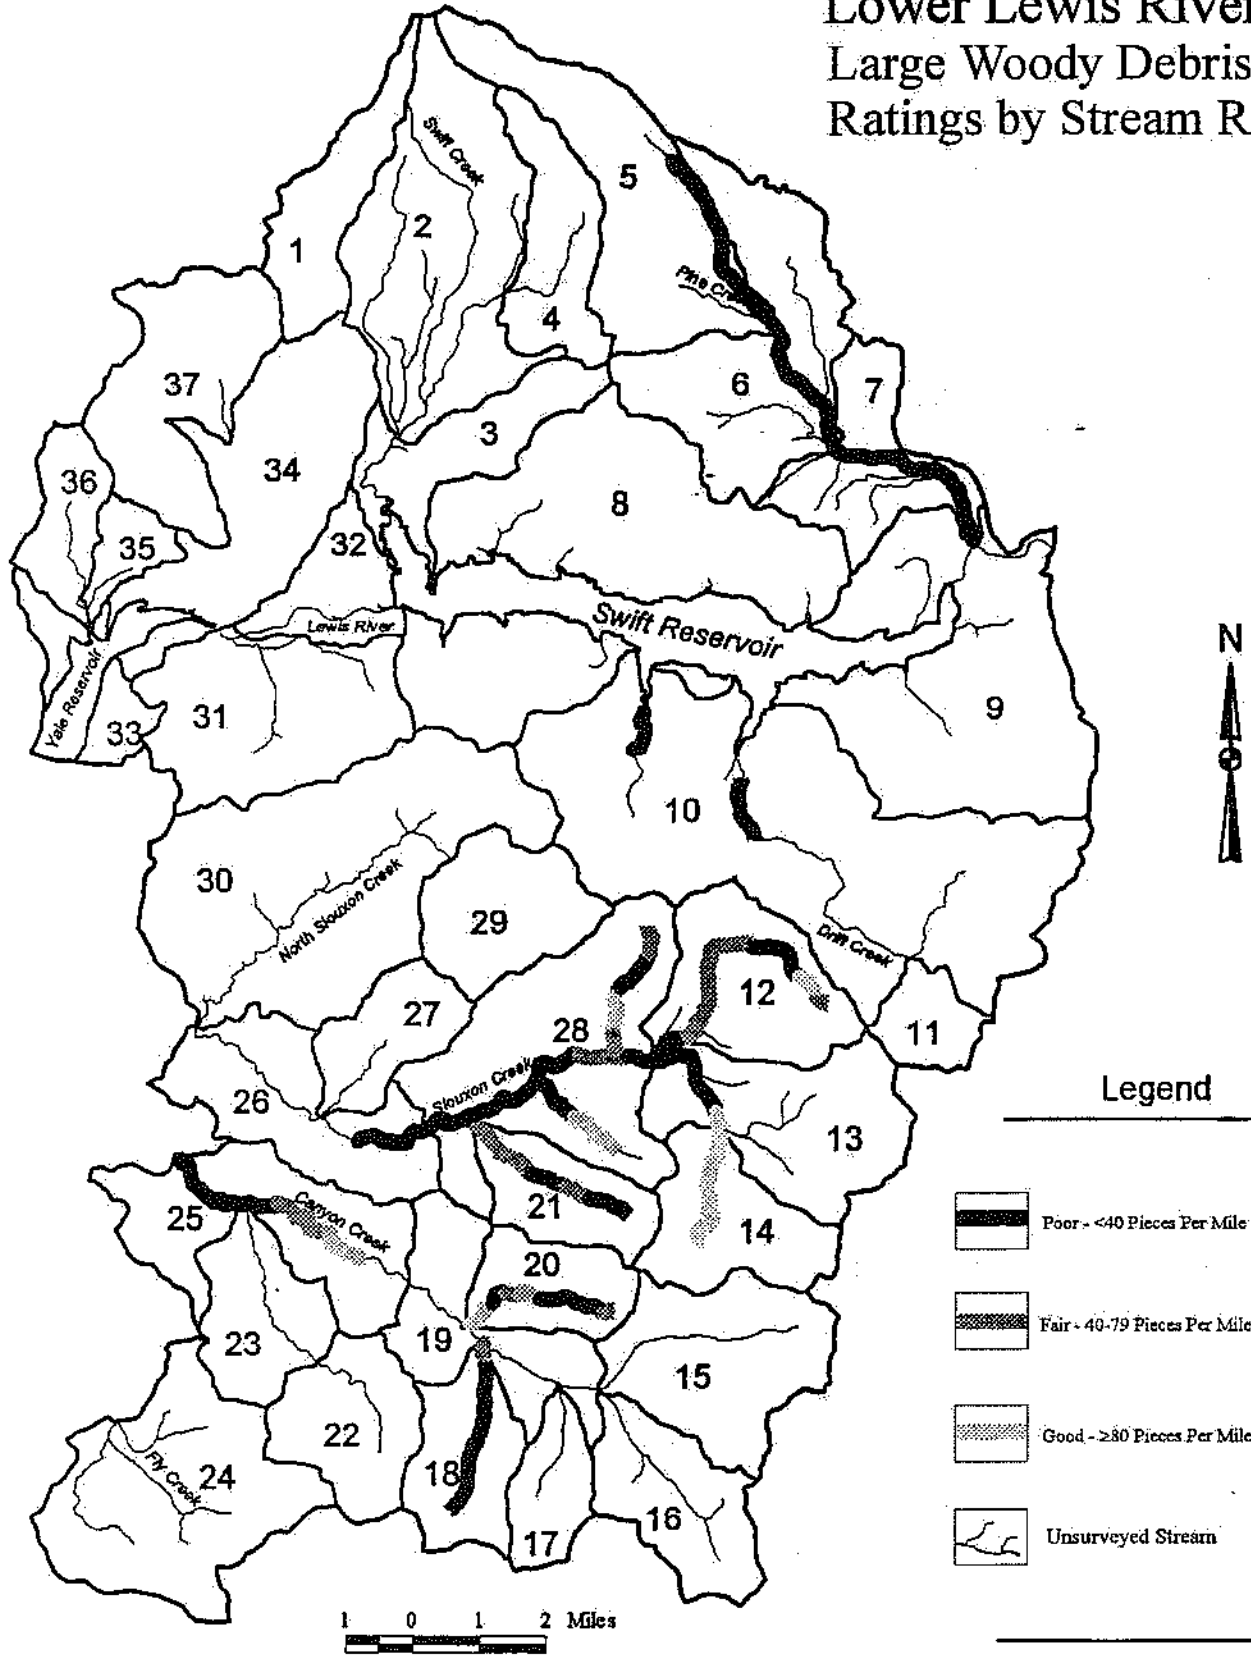 Lower Lewis River
Large Woody Debris
Ratings by Stream R
Swift Creek
5
2
1
Pine Creek
4
37
6
7
3
34
36
8
35
32
Swift Reservoir
Lewis River
N
Yale Reservoir
9
31
33
10
30
North Siouxon Creek
29
Drift Creek
12
27
28
11
Siouxon Creek
Legend
26
13
21
25
Canyon Creek
14
Poor - <40 Pieces Per Mile
20
19
23
Fair - 40-79 Pieces Per Mile
15
22
Good - ≥80 Pieces Per Mile
Fly Creek
24
18
16
17
Unsurveyed Stream
1 0 1 2 Miles